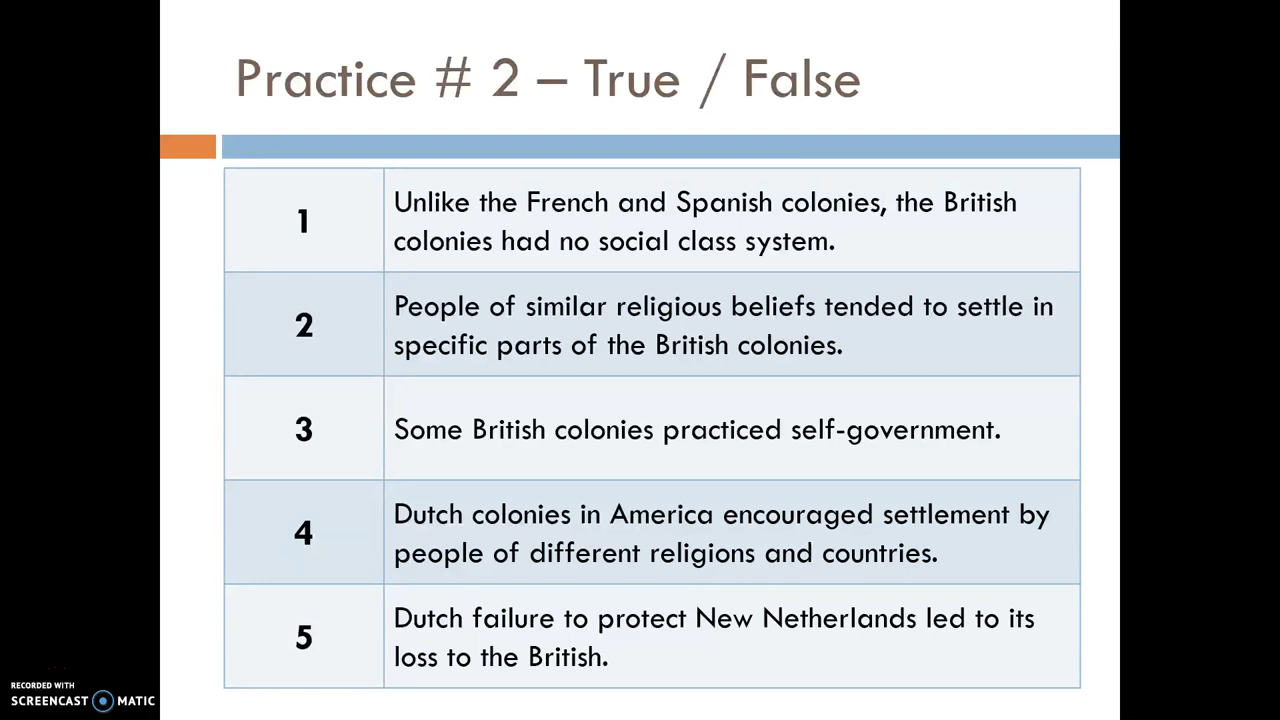 Practice # 2 – True / False
1
Unlike the French and Spanish colonies, the British
colonies had no social class system.
2
People of similar religious beliefs tended to settle in
specific parts of the British colonies.
3
Some British colonies practiced self-government.
4
Dutch colonies in America encouraged settlement by
people of different religions and countries.
5
Dutch failure to protect New Netherlands led to its
loss to the British.
RECORDED WITH
SCREENCAST MATIC